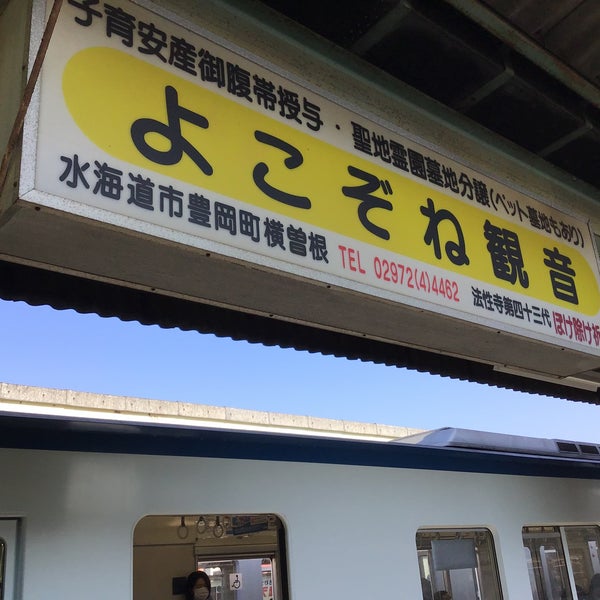 子育安産御腹帯授与・聖地霊園墓地分譲(ペット墓地もあり)
よこぞね観音
水海道市豊岡町横曽根 TEL 02972(4)4462 法性寺第四十三代 ぼけ除け祈